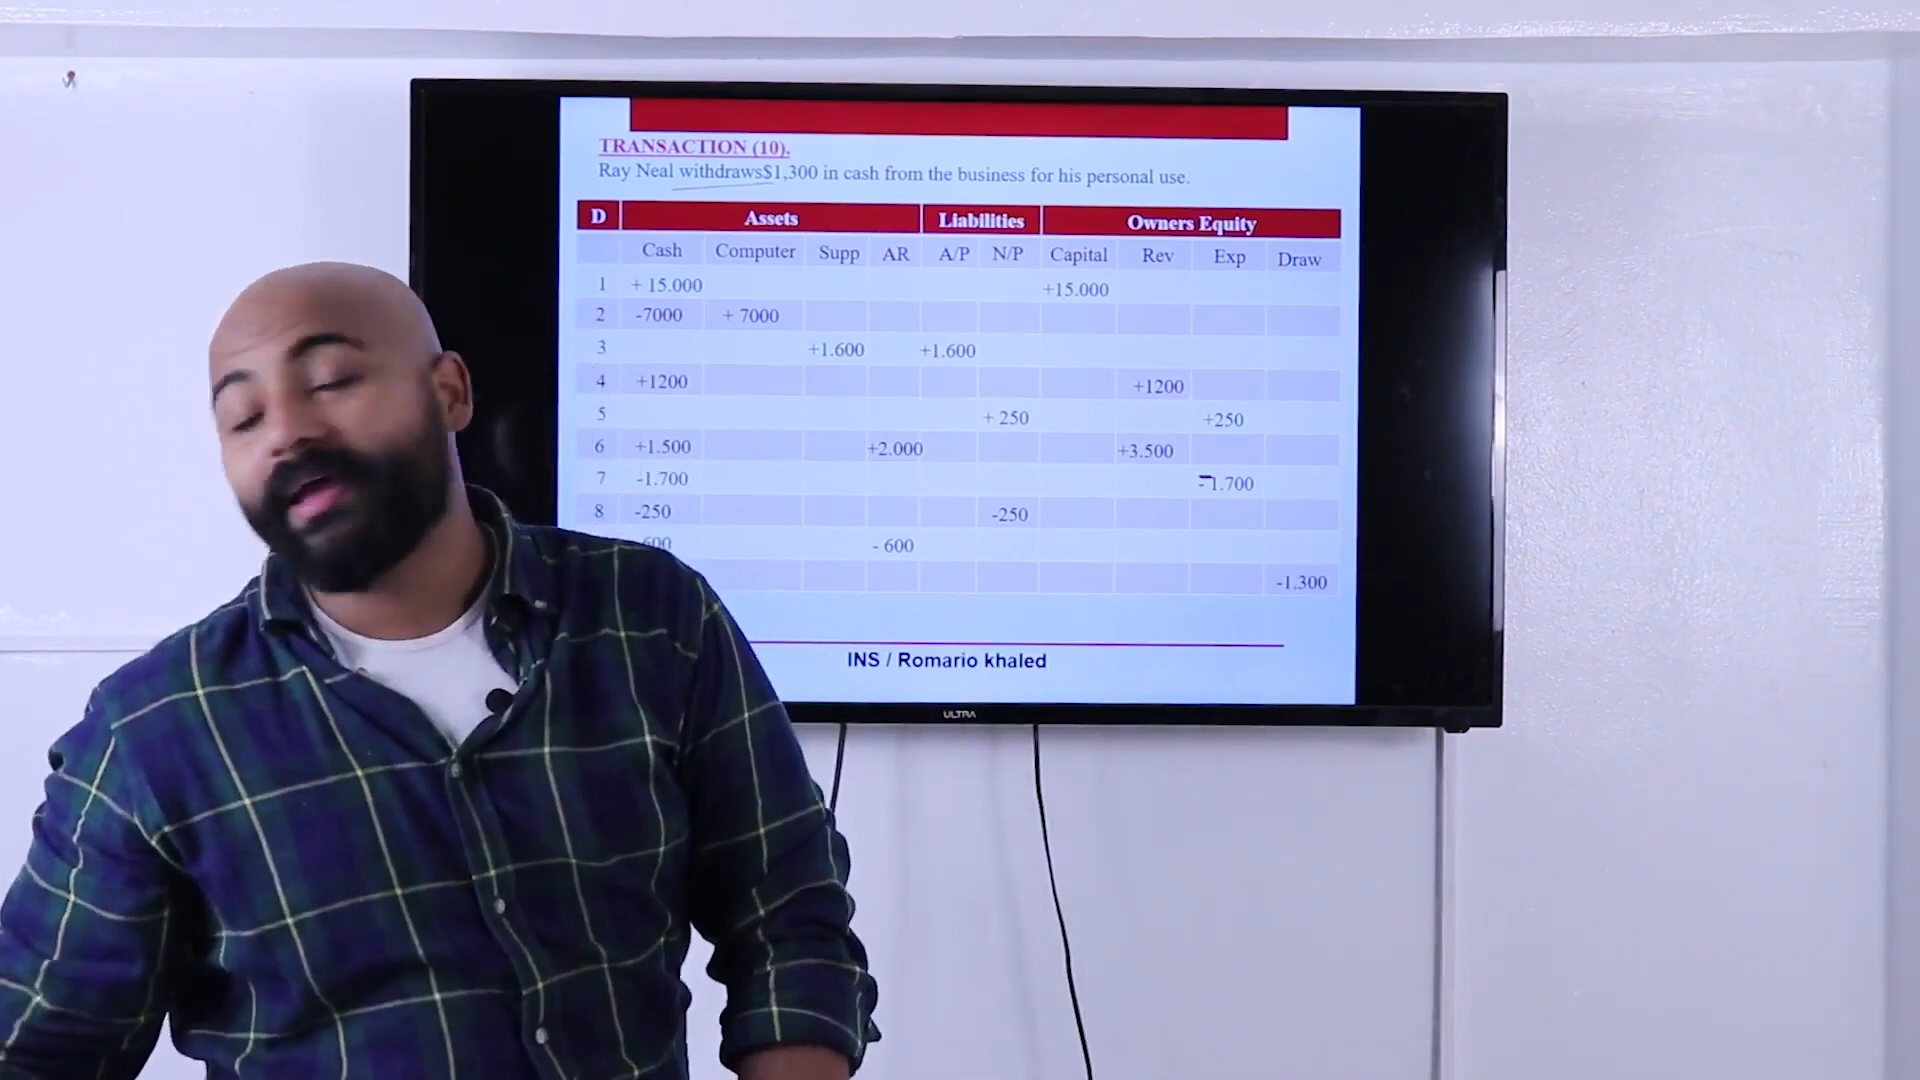 TRANSACTION (10).
Ray Neal withdraws$1,300 in cash from the business for his personal use.
D Assets Liabilities Owners Equity
Cash Computer Supp AR A/P N/P Capital Rev Exp Draw
1 + 15.000 +15.000
2 -7000 + 7000
3 +1.600 +1.600
4 +1200 +1200
5 + 250 +250
6 +1.500 +2.000 +3.500
7 -1.700 -1.700
8 -250 -250
600 - 600
-1.300
INS / Romario khaled
ULTRA